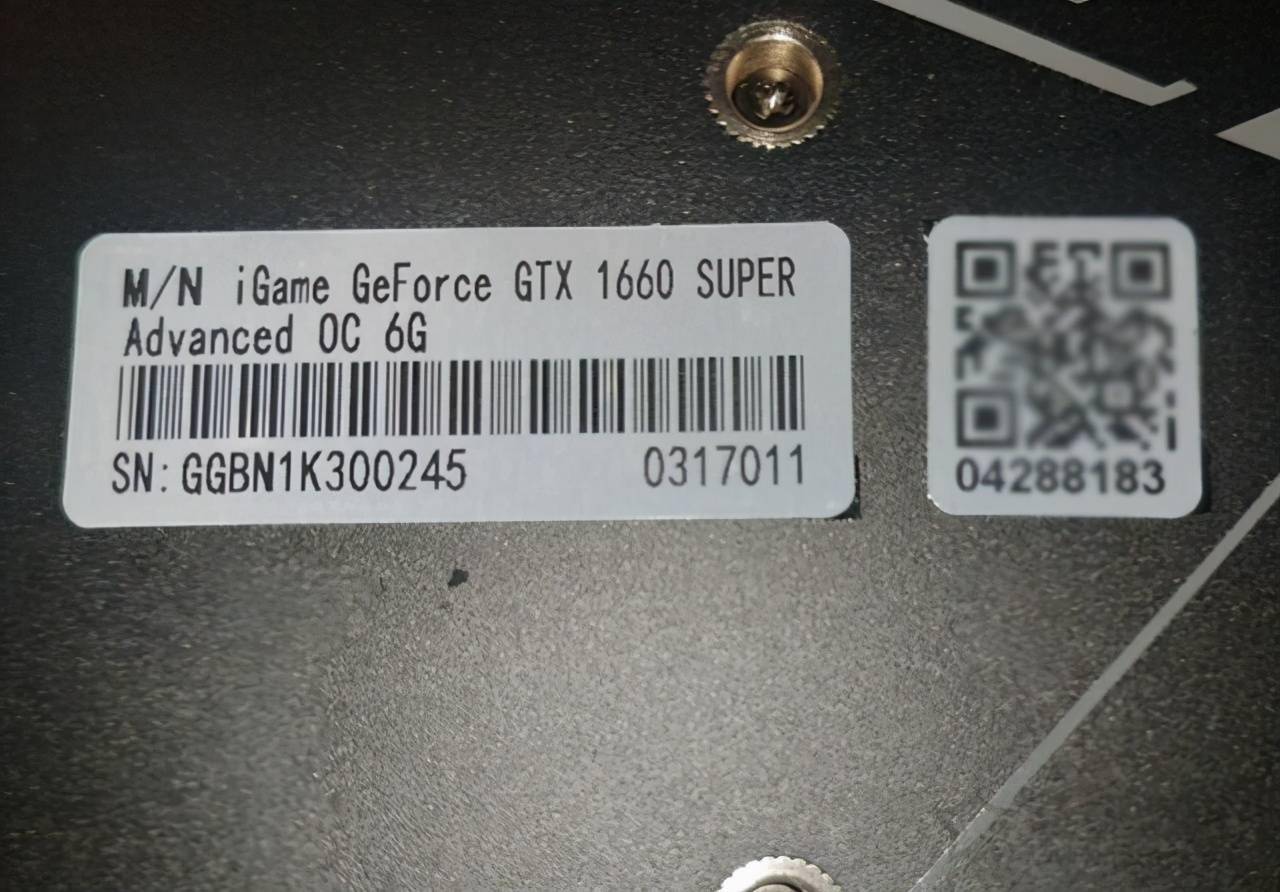 M/N iGame GeForce GTX 1660 SUPER
Advanced OC 6G
SN: GGBN1K300245 0317011
04288183